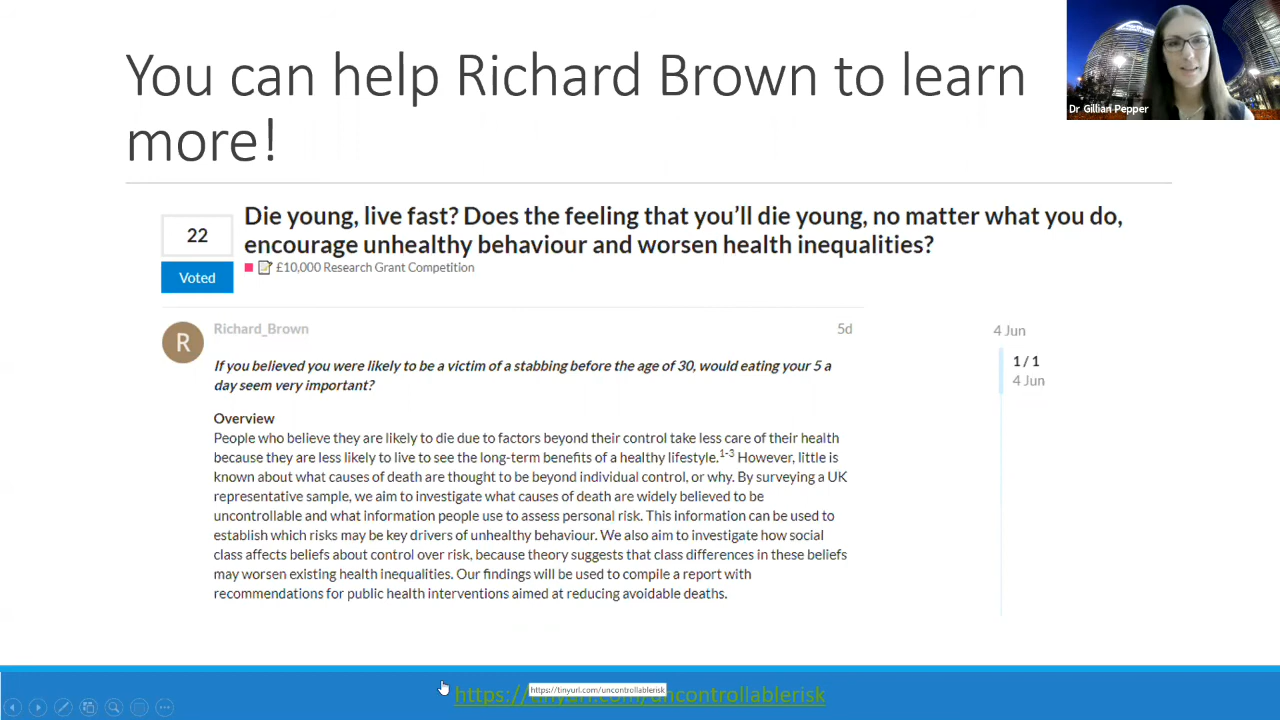 You can help Richard Brown to learn
more!
Dr Gillian Pepper
22
Voted
Die young, live fast? Does the feeling that you'll die young, no matter what you do,
encourage unhealthy behaviour and worsen health inequalities?
£10,000 Research Grant Competition
R
Richard_Brown
5d
If you believed you were likely to be a victim of a stabbing before the age of 30, would eating your 5 a
day seem very important?
Overview
People who believe they are likely to die due to factors beyond their control take less care of their health
because they are less likely to live to see the long-term benefits of a healthy lifestyle.1-3 However, little is
known about what causes of death are thought to be beyond individual control, or why. By surveying a UK
representative sample, we aim to investigate what causes of death are widely believed to be
uncontrollable and what information people use to assess personal risk. This information can be used to
establish which risks may be key drivers of unhealthy behaviour. We also aim to investigate how social
class affects beliefs about control over risk, because theory suggests that class differences in these beliefs
may worsen existing health inequalities. Our findings will be used to compile a report with
recommendations for public health interventions aimed at reducing avoidable deaths.
4 Jun
1 / 1
4 Jun
https://tinyurl.com/uncontrollablerisk
https://tinyurl.com/uncontrollablerisk